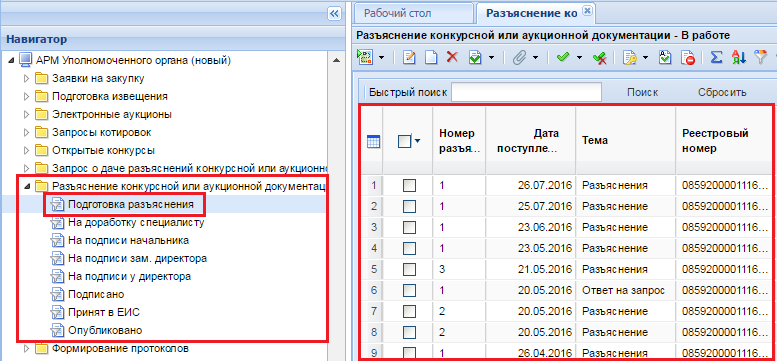 Навигатор
АРМ Уполномоченного органа (новый)
Заявки на закупку
Подготовка извещения
Электронные аукционы
Запросы котировок
Открытые конкурсы
Запрос о даче разъяснений конкурсной или аукционно
Разъяснение конкурсной или аукционной документац
Подготовка разъяснения
На доработку специалисту
На подписи начальника
На подписи зам. директора
На подписи у директора
Подписано
Принят в ЕИС
Опубликовано
Формирование протоколов
Рабочий стол Разъяснение ко
Разъяснение конкурсной или аукционной документации - В работе
Быстрый поиск Поиск Сбросить
Номер разъя... Дата поступле... Тема Реестровый номер
1 1 26.07.2016 Разъяснения 0859200001116...
2 1 25.07.2016 Разъяснение 0859200001116...
3 1 23.06.2016 Разъяснение 0859200001116...
4 1 23.05.2016 Разъяснение 0859200001116...
5 3 21.05.2016 Разъяснения 0859200001116...
6 1 20.05.2016 Ответ на запрос 0859200001116...
7 2 20.05.2016 Разъяснение 0859200001116...
8 2 20.05.2016 Разъяснение 0859200001116...
9 1 26.04.2016 Разъяснения 0859200001116...